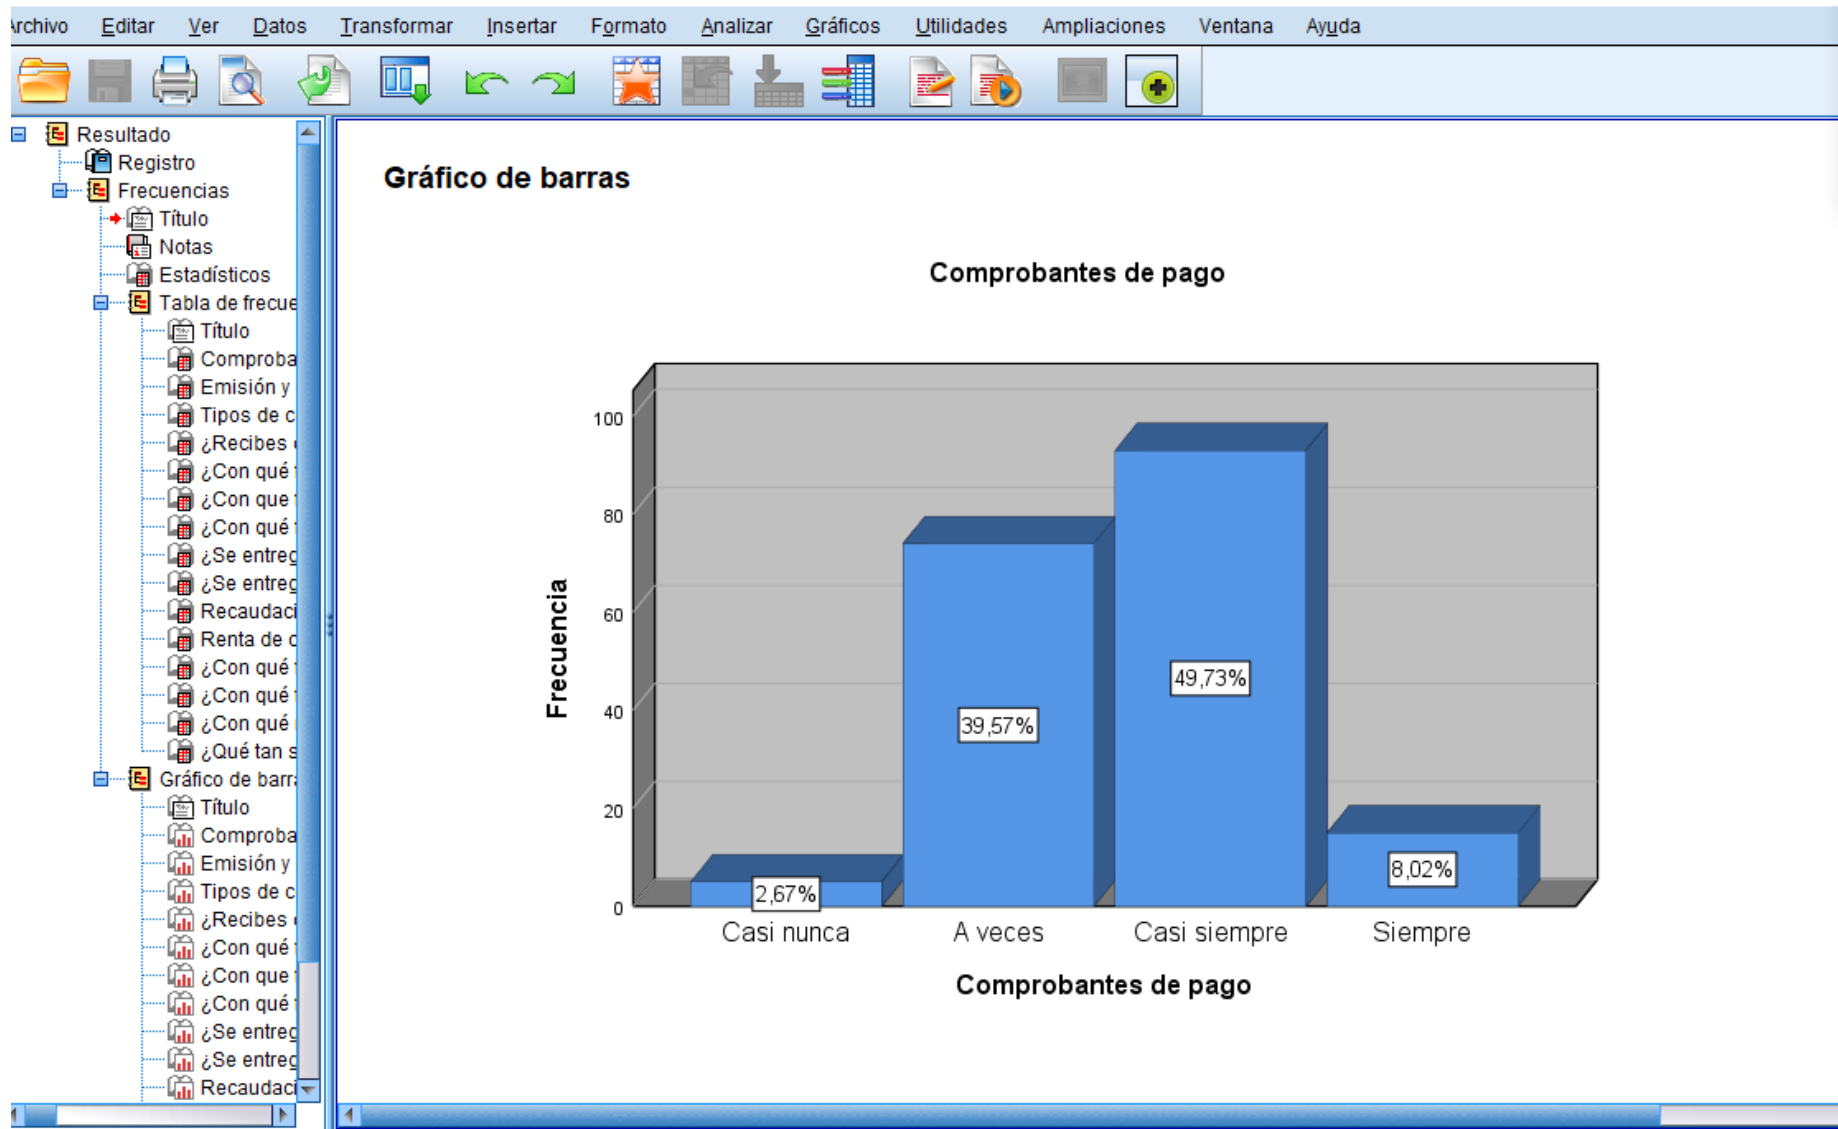 Archivo Editar Ver Datos Transformar Insertar Formato Analizar Gráficos Utilidades Ampliaciones Ventana Ayuda
Resultado
Registro
Frecuencias
Título
Notas
Estadísticos
Tabla de frecue
Título
Comproba
Emisión y
Tipos de c
¿Recibes
¿Con qué
¿Con que
¿Con qué
¿Se entreg
¿Se entreg
Recaudaci
Renta de c
¿Con qué
¿Con qué
¿Con qué
¿Qué tan s
Gráfico de barra
Título
Comproba
Emisión y
Tipos de c
¿Recibes
¿Con qué
¿Con que
¿Con qué
¿Se entreg
¿Se entreg
Recaudaci
Gráfico de barras
Comprobantes de pago
Frecuencia
100
80
60
40
20
0
2,67%
39,57%
49,73%
8,02%
Casi nunca A veces Casi siempre Siempre
Comprobantes de pago